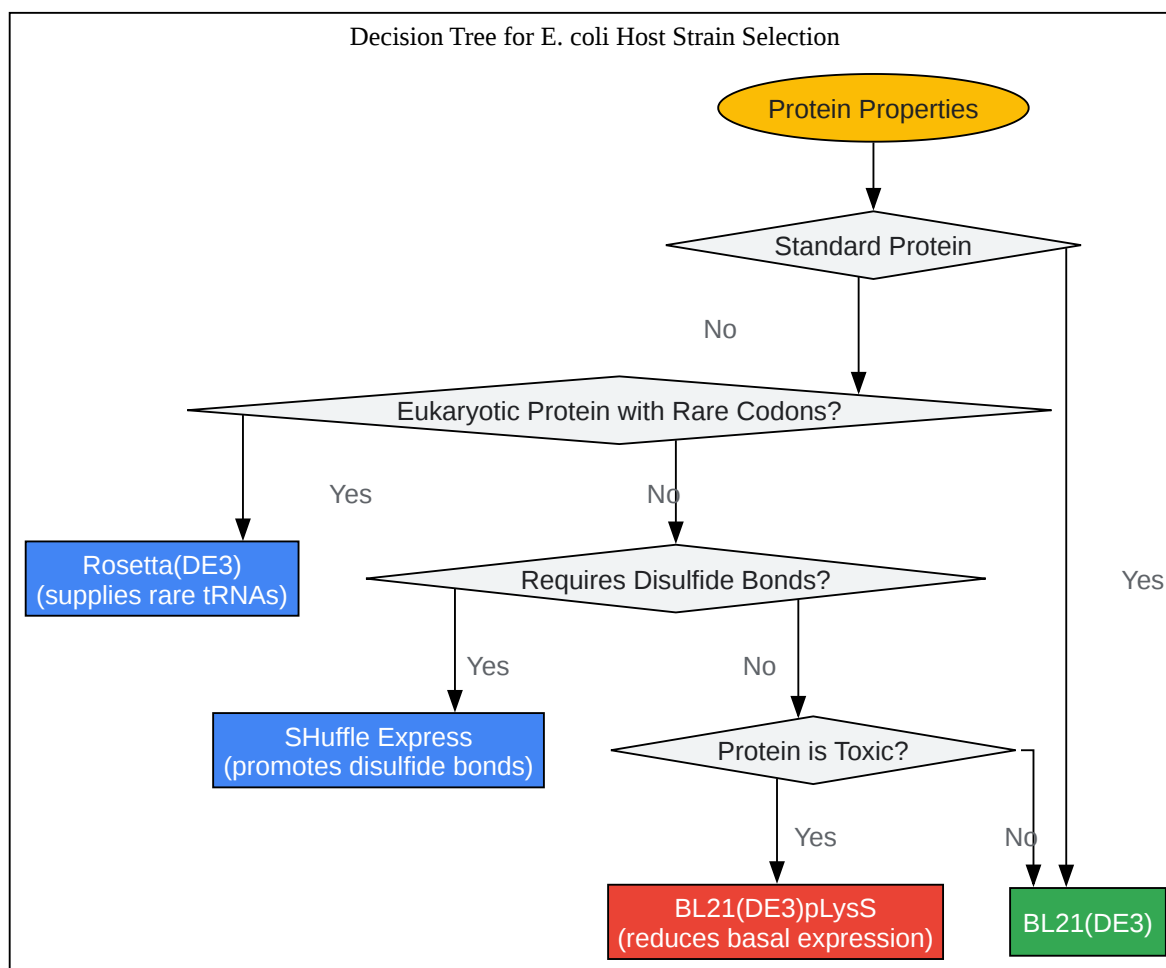 Decision Tree for E. coli Host Strain Selection
Protein Properties
Standard Protein
No
Eukaryotic Protein with Rare Codons?
Yes
No
Rosetta(DE3)
(supplies rare tRNAs)
Requires Disulfide Bonds?
Yes
Yes
No
SHuffle Express
(promotes disulfide bonds)
Protein is Toxic?
Yes
No
BL21(DE3)pLysS
(reduces basal expression)
BL21(DE3)